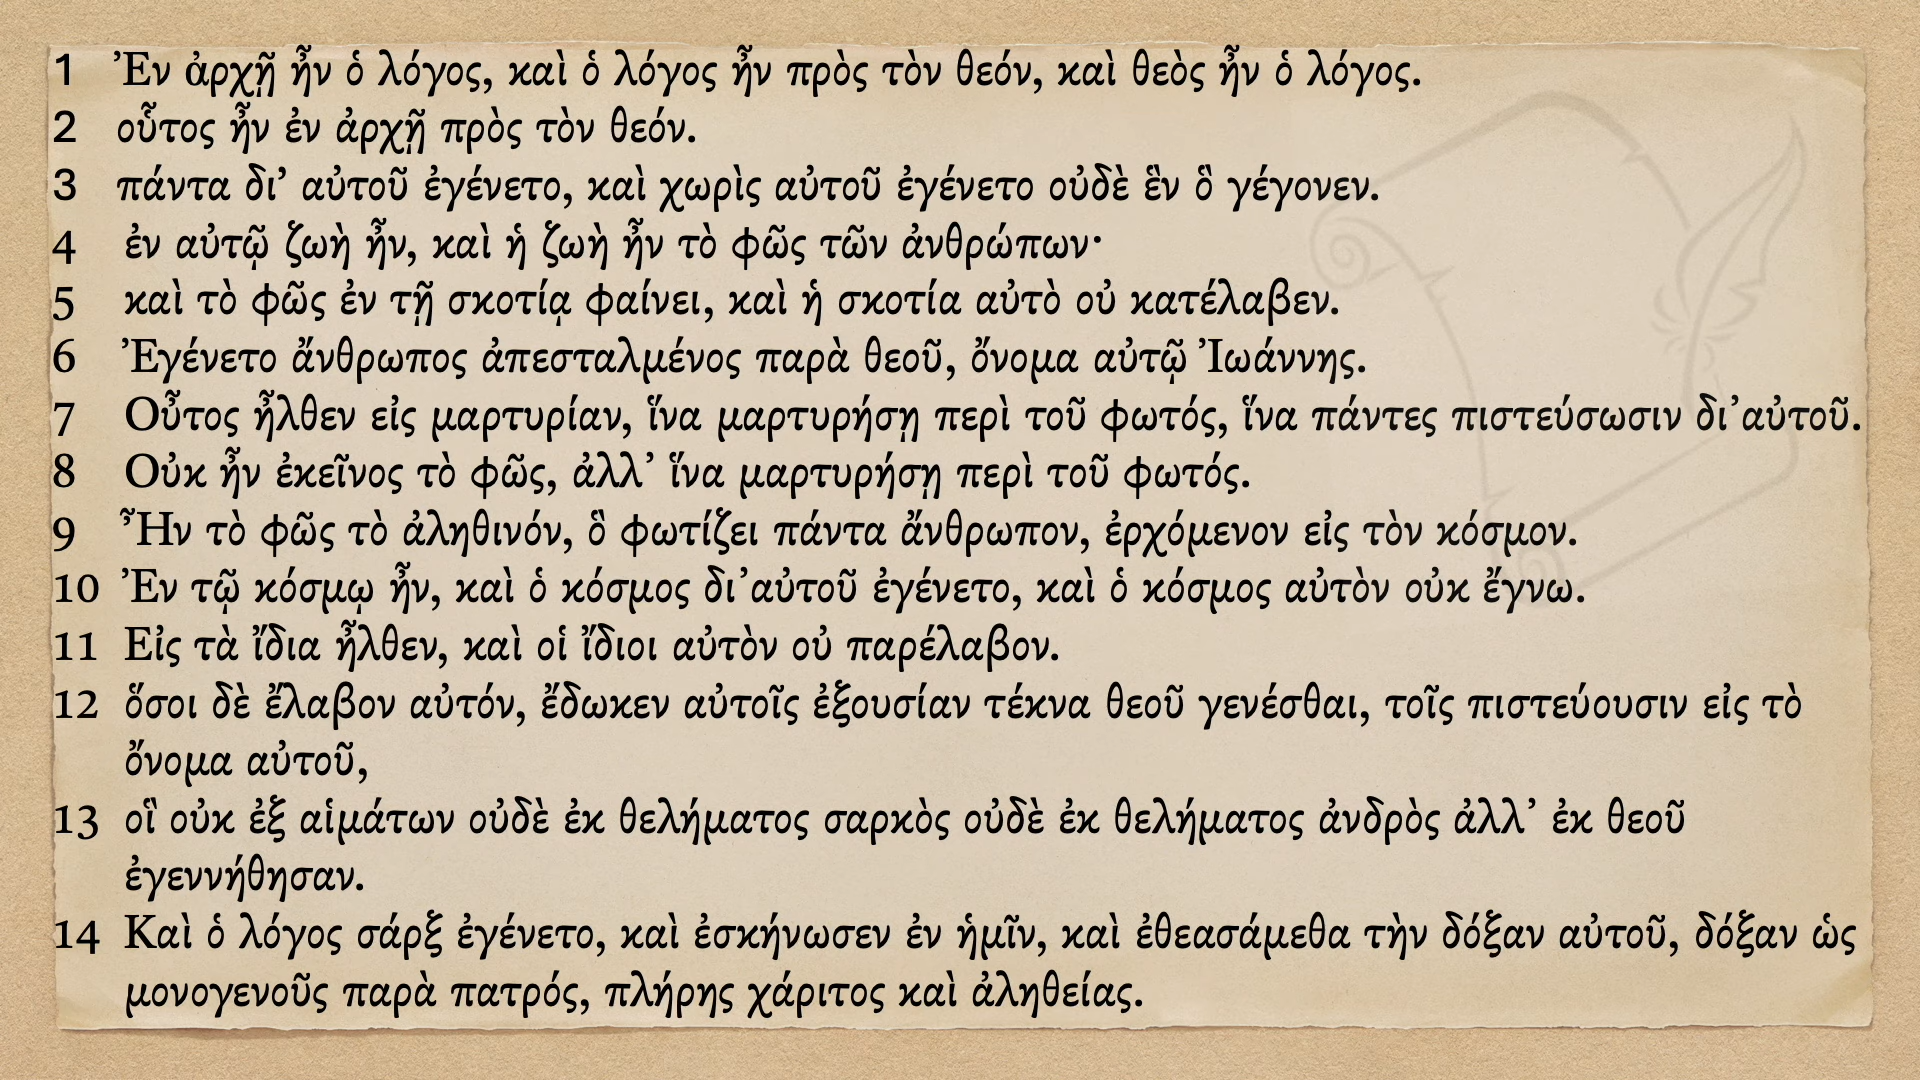 1 Ἐν ἀρχῇ ἦν ὁ λόγος, καὶ ὁ λόγος ἦν πρὸς τὸν θεόν, καὶ θεὸς ἦν ὁ λόγος.
2 οὗτος ἦν ἐν ἀρχῇ πρὸς τὸν θεόν.
3 πάντα δι’ αὐτοῦ ἐγένετο, καὶ χωρὶς αὐτοῦ ἐγένετο οὐδὲ ἓν ὃ γέγονεν.
4 ἐν αὐτῷ ζωὴ ἦν, καὶ ἡ ζωὴ ἦν τὸ φῶς τῶν ἀνθρώπων·
5 καὶ τὸ φῶς ἐν τῇ σκοτίᾳ φαίνει, καὶ ἡ σκοτία αὐτὸ οὐ κατέλαβεν.
6 Ἐγένετο ἄνθρωπος ἀπεσταλμένος παρὰ θεοῦ, ὄνομα αὐτῷ Ἰωάννης.
7 Οὗτος ἦλθεν εἰς μαρτυρίαν, ἵνα μαρτυρήσῃ περὶ τοῦ φωτός, ἵνα πάντες πιστεύσωσιν δι᾽αὐτοῦ.
8 Οὐκ ἦν ἐκεῖνος τὸ φῶς, ἀλλ᾽ ἵνα μαρτυρήσῃ περὶ τοῦ φωτός.
9 Ἦν τὸ φῶς τὸ ἀληθινόν, ὃ φωτίζει πάντα ἄνθρωπον, ἐρχόμενον εἰς τὸν κόσμον.
10 Ἐν τῷ κόσμῳ ἦν, καὶ ὁ κόσμος δι᾽αὐτοῦ ἐγένετο, καὶ ὁ κόσμος αὐτὸν οὐκ ἔγνω.
11 Εἰς τὰ ἴδια ἦλθεν, καὶ οἱ ἴδιοι αὐτὸν οὐ παρέλαβον.
12 ὅσοι δὲ ἔλαβον αὐτόν, ἔδωκεν αὐτοῖς ἐξουσίαν τέκνα θεοῦ γενέσθαι, τοῖς πιστεύουσιν εἰς τὸ
ὄνομα αὐτοῦ,
13 οἳ οὐκ ἐξ αἱμάτων οὐδὲ ἐκ θελήματος σαρκὸς οὐδὲ ἐκ θελήματος ἀνδρὸς ἀλλ᾽ ἐκ θεοῦ
ἐγεννήθησαν.
14 Καὶ ὁ λόγος σάρξ ἐγένετο, καὶ ἐσκήνωσεν ἐν ἡμῖν, καὶ ἐθεασάμεθα τὴν δόξαν αὐτοῦ, δόξαν ὡς
μονογενοῦς παρὰ πατρός, πλήρης χάριτος καὶ ἀληθείας.